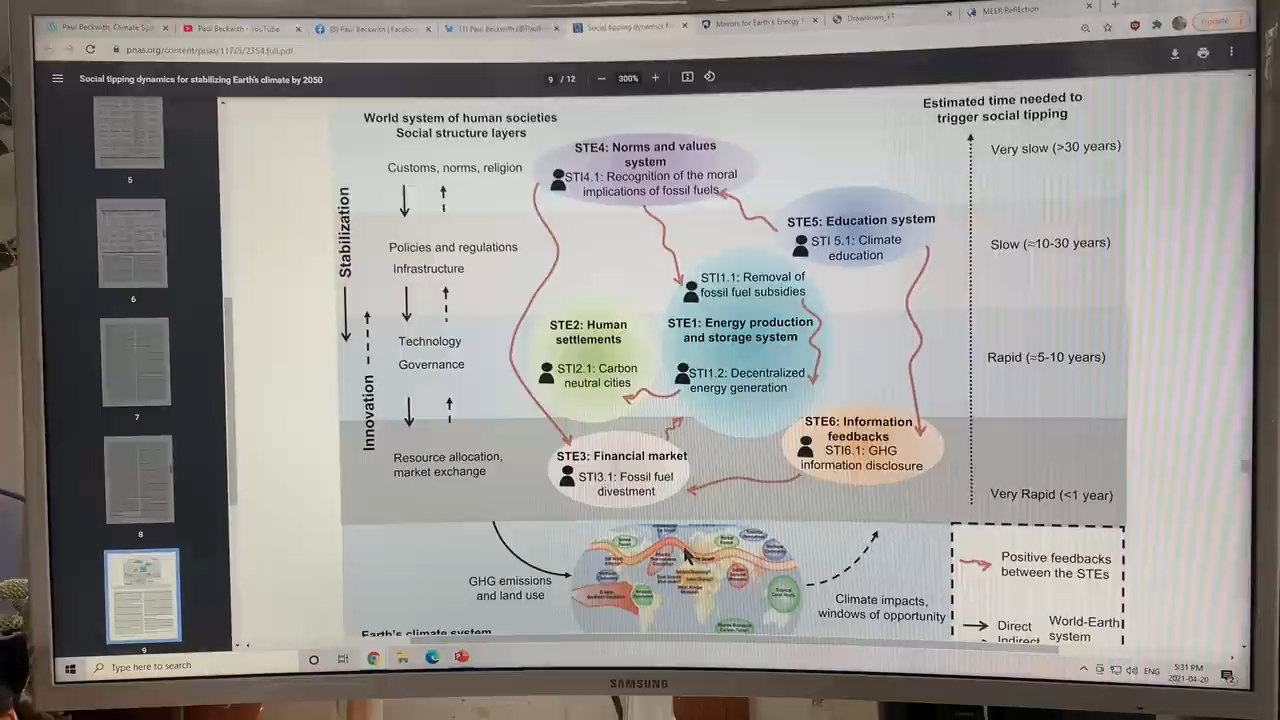 Paul Beckwith, Climate Sys
Paul Beckwith - YouTube
(1) Paul Beckwith
Social tipping dynamics f
Mirrors for Earth's Energy
Drawdown_YT
MEER:ReflEction
pnas.org/content/pnas/117/5/2354.full.pdf
Update
Social tipping dynamics for stabilizing Earth's climate by 2050
9 / 12
300%
5
6
7
8
9
World system of human societies
Social structure layers
Customs, norms, religion
Policies and regulations
Infrastructure
Technology
Governance
Resource allocation,
market exchange
Stabilization
Innovation
STE4: Norms and values
system
STI4.1: Recognition of the moral
implications of fossil fuels
STE5: Education system
STI 5.1: Climate
education
STI1.1: Removal of
fossil fuel subsidies
STE1: Energy production
and storage system
STI1.2: Decentralized
energy generation
STE2: Human
settlements
STI2.1: Carbon
neutral cities
STE3: Financial market
STI3.1: Fossil fuel
divestment
STE6: Information
feedbacks
STI6.1: GHG
information disclosure
Estimated time needed to
trigger social tipping
Very slow (>30 years)
Slow (≈10-30 years)
Rapid (≈5-10 years)
Very Rapid (<1 year)
GHG emissions
and land use
Climate impacts,
windows of opportunity
Positive feedbacks
between the STEs
Direct
Indirect
World-Earth
system
Earth's climate system
Type here to search
ENG
5:31 PM
2021-04-20
SAMSUNG